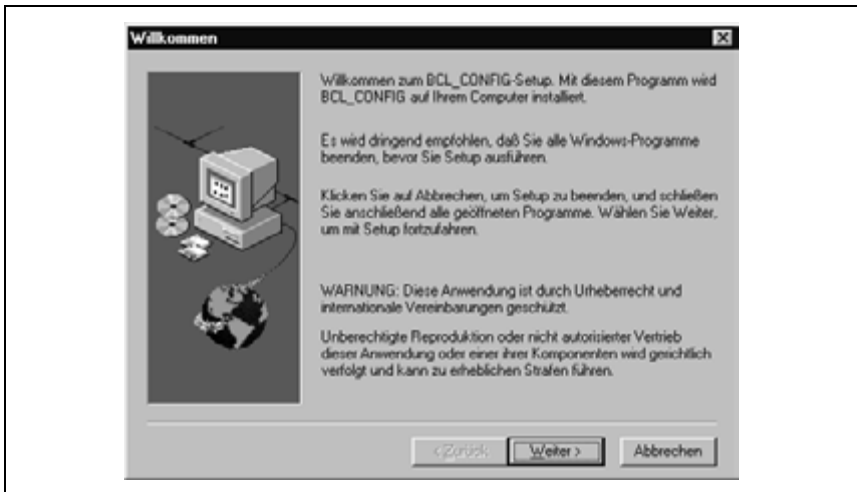 Willkommen
Willkommen zum BCL_CONFIG-Setup. Mit diesem Programm wird
BCL_CONFIG auf Ihrem Computer installiert.
Es wird dringend empfohlen, daß Sie alle Windows-Programme
beenden, bevor Sie Setup ausführen.
Klicken Sie auf Abbrechen, um Setup zu beenden, und schließen
Sie anschließend alle geöffneten Programme. Wählen Sie Weiter,
um mit Setup fortzufahren.
WARNUNG: Diese Anwendung ist durch Urheberrecht und
internationale Vereinbarungen geschützt.
Unberechtigte Reproduktion oder nicht autorisierter Vertrieb
dieser Anwendung oder einer ihrer Komponenten wird gerichtlich
verfolgt und kann zu erheblichen Strafen führen.
< Zurück
Weiter >
Abbrechen